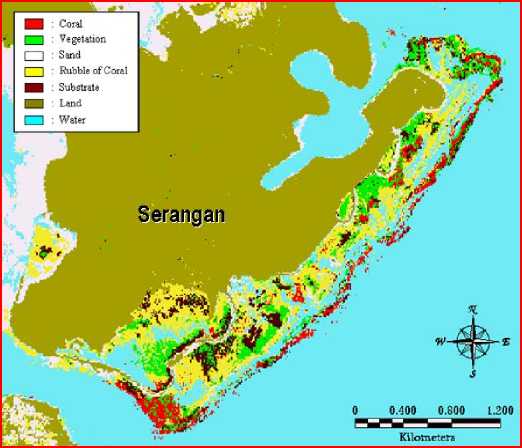 : Coral
: Vegetation
: Sand
: Rubble of Coral
: Substrate
: Land
: Water
Serangan
N
W E
S
0 0.400 0.800 1.200
Kilometers